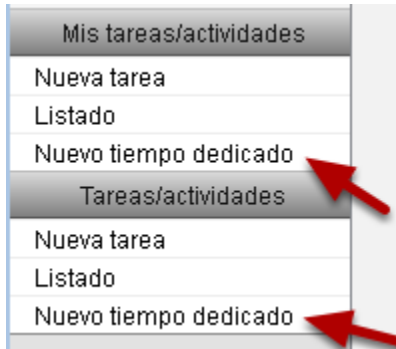 Mis tareas/actividades
Nueva tarea
Listado
Nuevo tiempo dedicado
Tareas/actividades
Nueva tarea
Listado
Nuevo tiempo dedicado